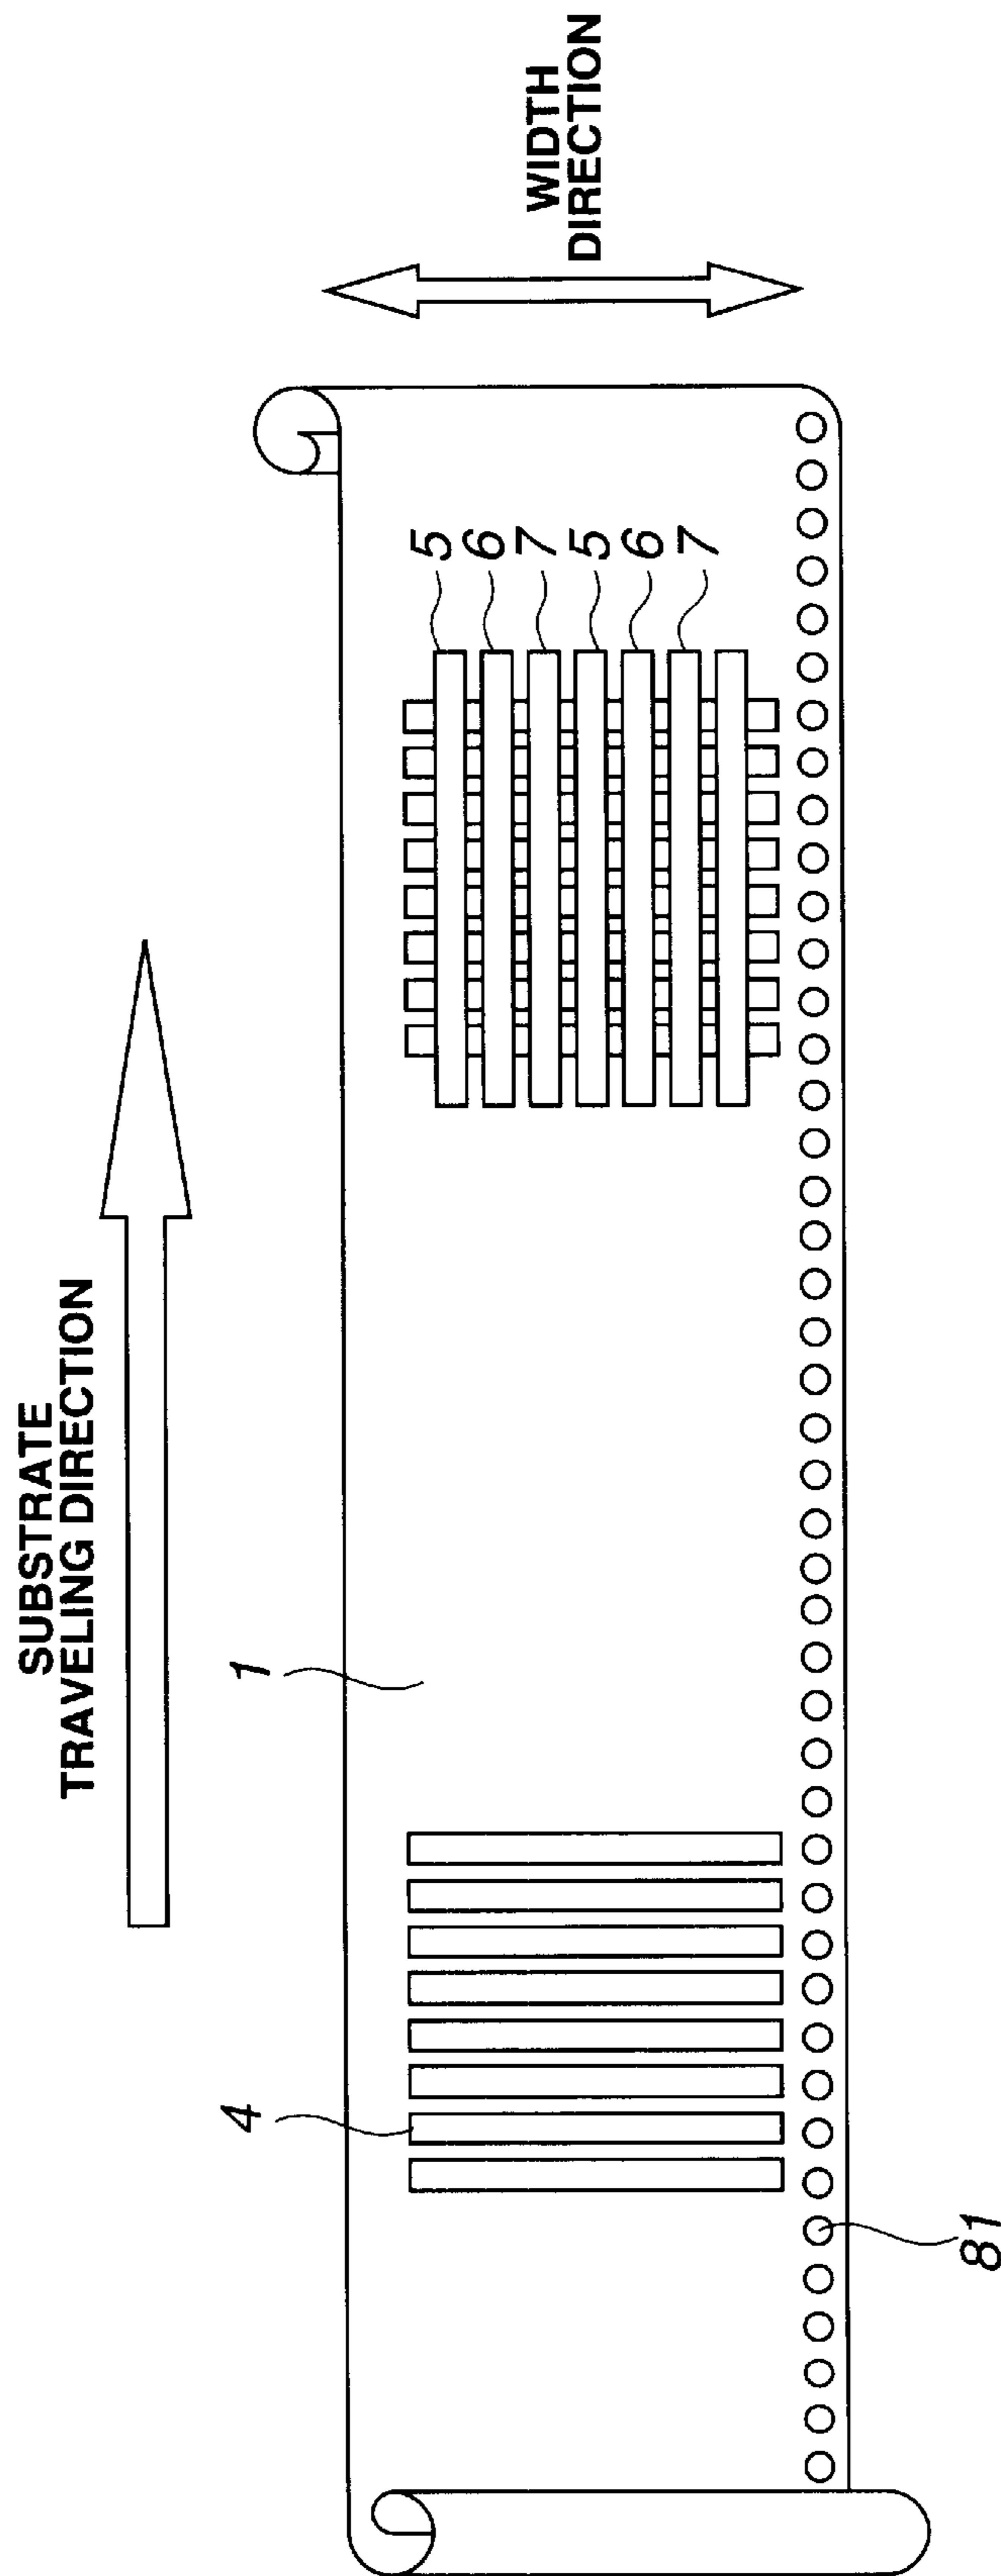 SUBSTRATE
TRAVELING DIRECTION
WIDTH
DIRECTION
1
4
5
6
7
5
6
7
81